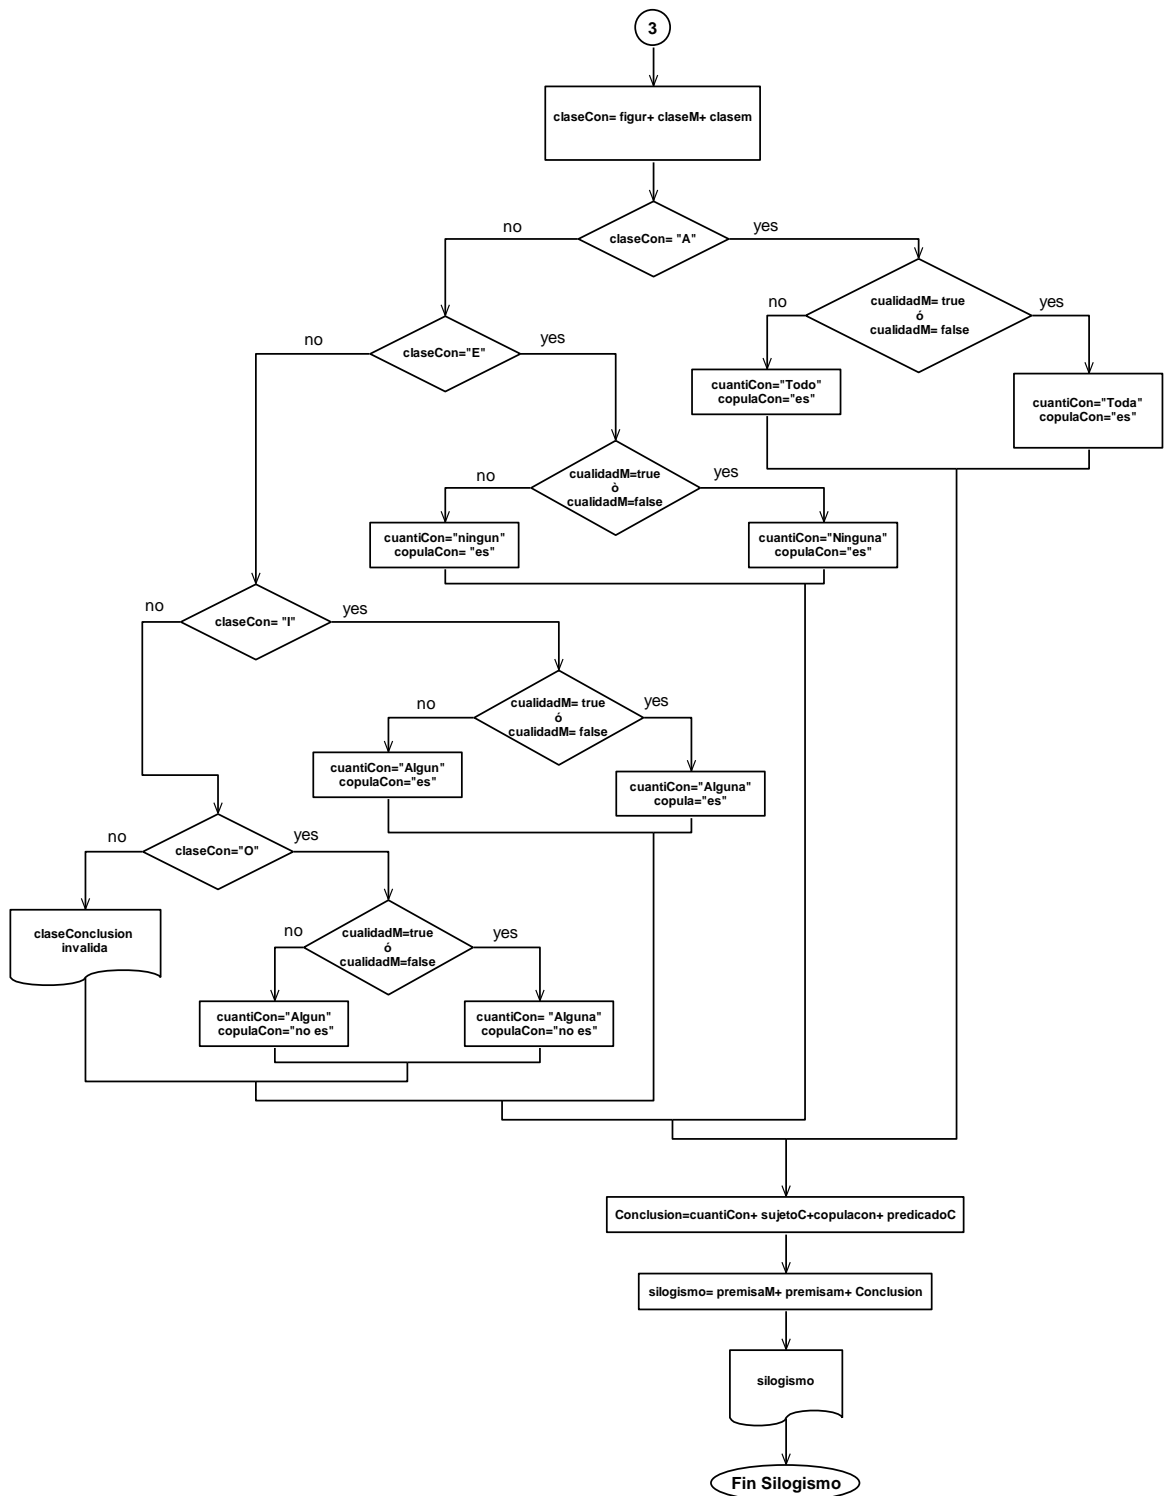 3
claseCon= figur+ claseM+ clasem
claseCon= "A"
no
yes
cualidadM= true
ó
cualidadM= false
no
yes
claseCon="E"
no
yes
cuantiCon="Todo"
copulaCon="es"
cuantiCon="Toda"
copulaCon="es"
cualidadM=true
ò
cualidadM=false
no
yes
cuantiCon="ningun"
copulaCon= "es"
cuantiCon="Ninguna"
copulaCon="es"
claseCon= "I"
no
yes
cualidadM= true
ó
cualidadM= false
no
yes
cuantiCon="Algun"
copulaCon="es"
cuantiCon="Alguna"
copula="es"
claseCon="O"
no
yes
claseConclusion
invalida
cualidadM=true
ó
cualidadM=false
no
yes
cuantiCon="Algun"
copulaCon="no es"
cuantiCon= "Alguna"
copulaCon="no es"
Conclusion=cuantiCon+ sujetoC+copulacon+ predicadoC
silogismo= premisaM+ premisam+ Conclusion
silogismo
Fin Silogismo